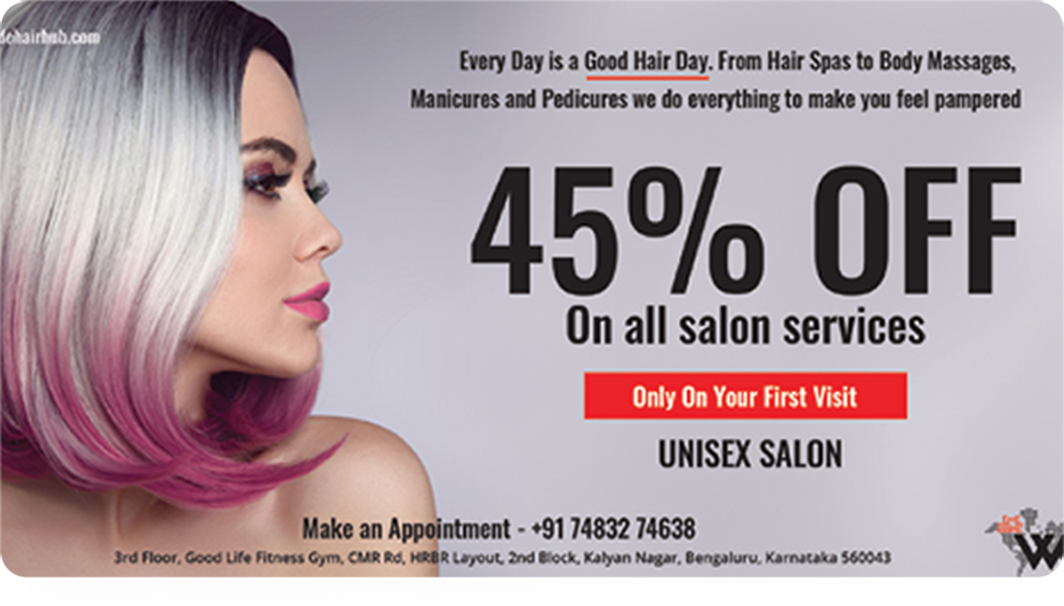 dohairhub.com
Every Day is a Good Hair Day. From Hair Spas to Body Massages,
Manicures and Pedicures we do everything to make you feel pampered
45% OFF
On all salon services
Only On Your First Visit
UNISEX SALON
Make an Appointment - +91 74832 74638
3rd Floor, Good Life Fitness Gym, CMR Rd, HRBR Layout, 2nd Block, Kalyan Nagar, Bengaluru, Karnataka 560043
W